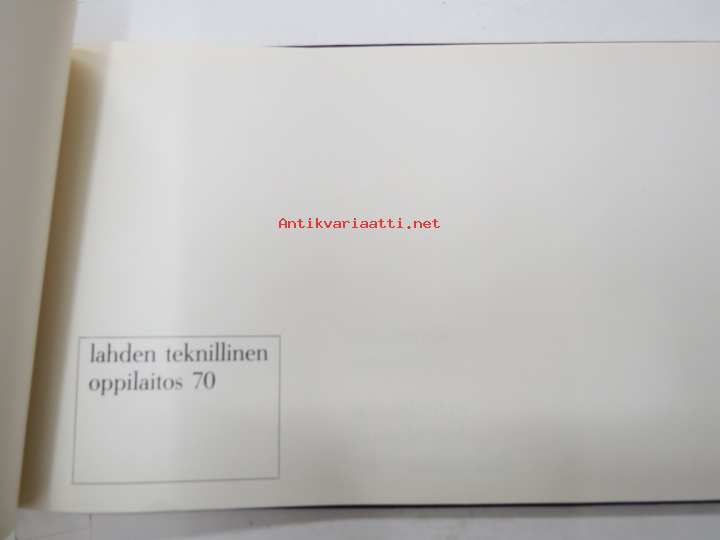 Antikvariaatti.net
lahden teknillinen
oppilaitos 70